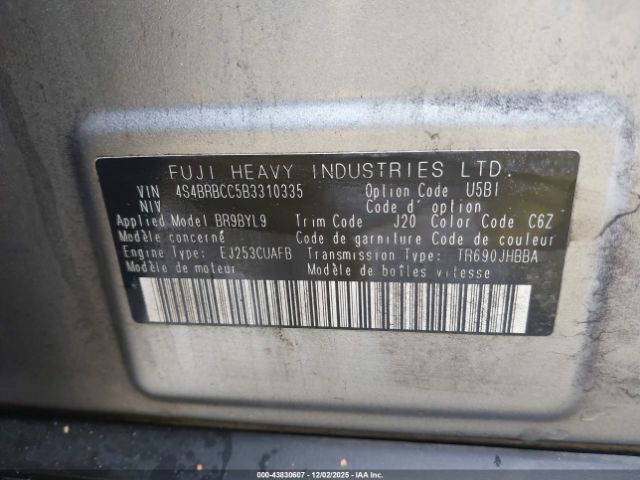 FUJI HEAVY INDUSTRIES LTD.
VIN 4S4BRBCC5B3310335 Option Code U5BI
NIV Code d' option
Applied Model BR9BYL9 Trim Code J20 Color Code C6Z
Modèle concerné Code de garniture Code de couleur
Engine Type: EJ253CUAFB Transmission Type: TR690JHBBA
Modèle de moteur Modèle de boîtes vitesse
000-43830607 | 12/02/2025 - Copyright © IAA Inc.